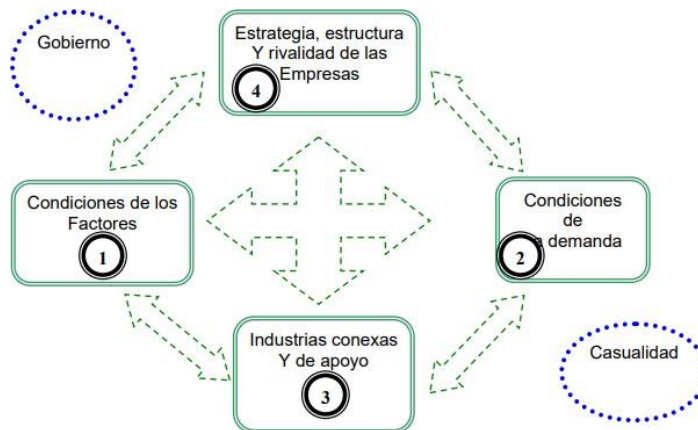 Gobierno
Estrategia, estructura
Y rivalidad de las
Empresas
4
Condiciones de los
Factores
1
Condiciones
de
demanda
2
Industrias conexas
Y de apoyo
3
Casualidad